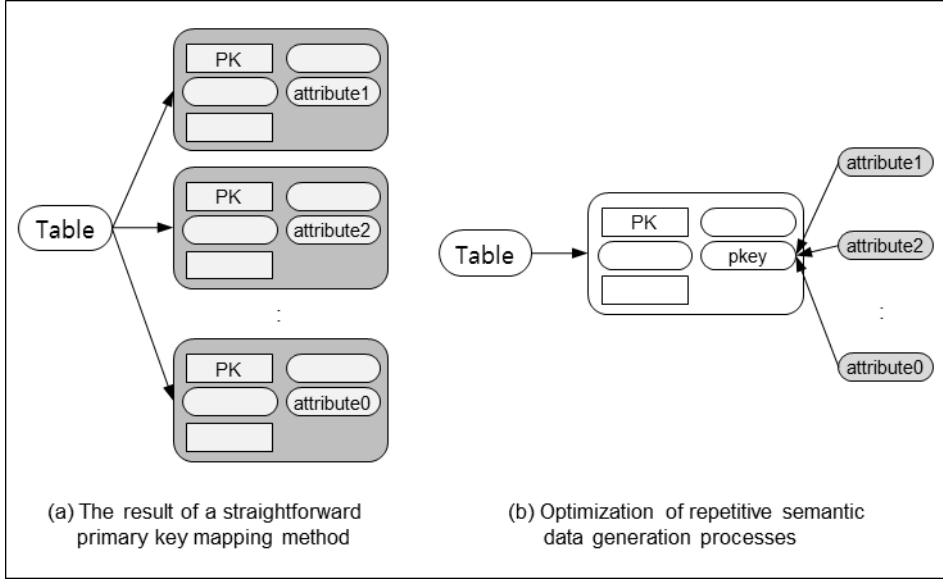 PK
attribute1
PK
Table
attribute2
:
PK
attribute0
(a) The result of a straightforward
primary key mapping method
attribute1
PK
attribute2
Table
pkey
:
attribute0
(b) Optimization of repetitive semantic
data generation processes